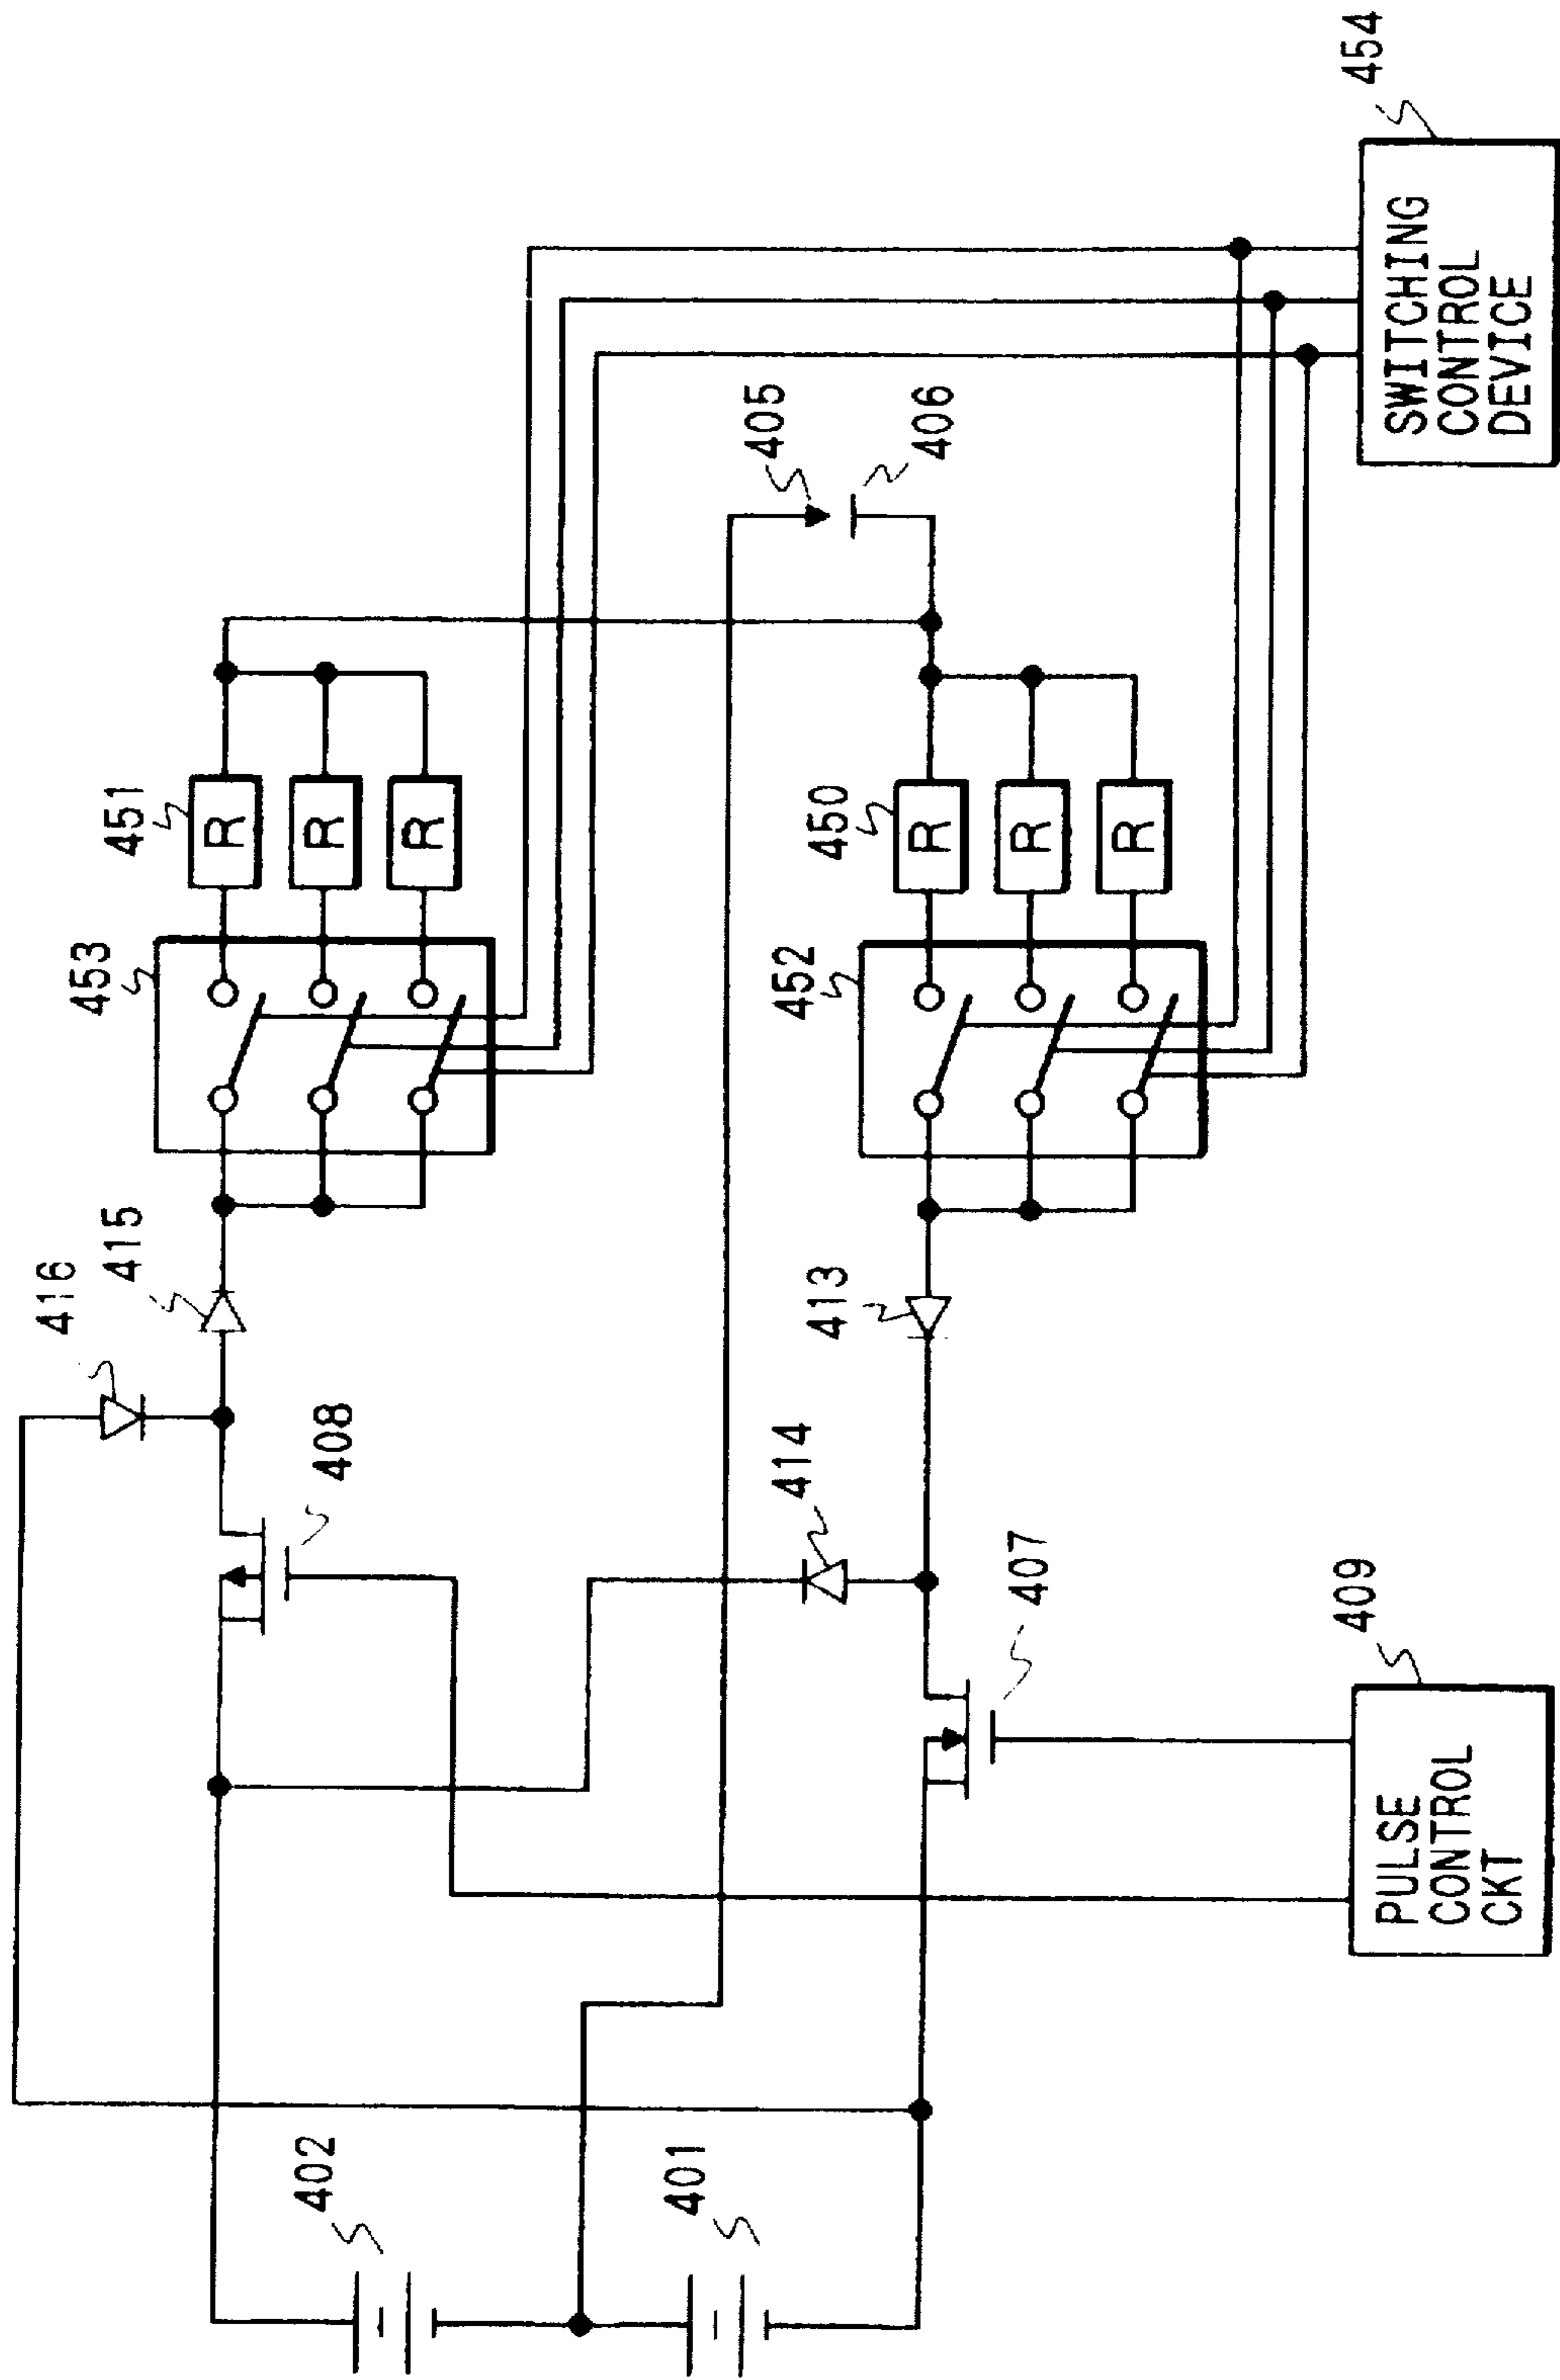 416
415
453
451
R
R
R
408
402
414
413
452
450
R
R
R
405
406
401
407
409
PULSE
CONTROL
CKT
454
SWITCHING
CONTROL
DEVICE